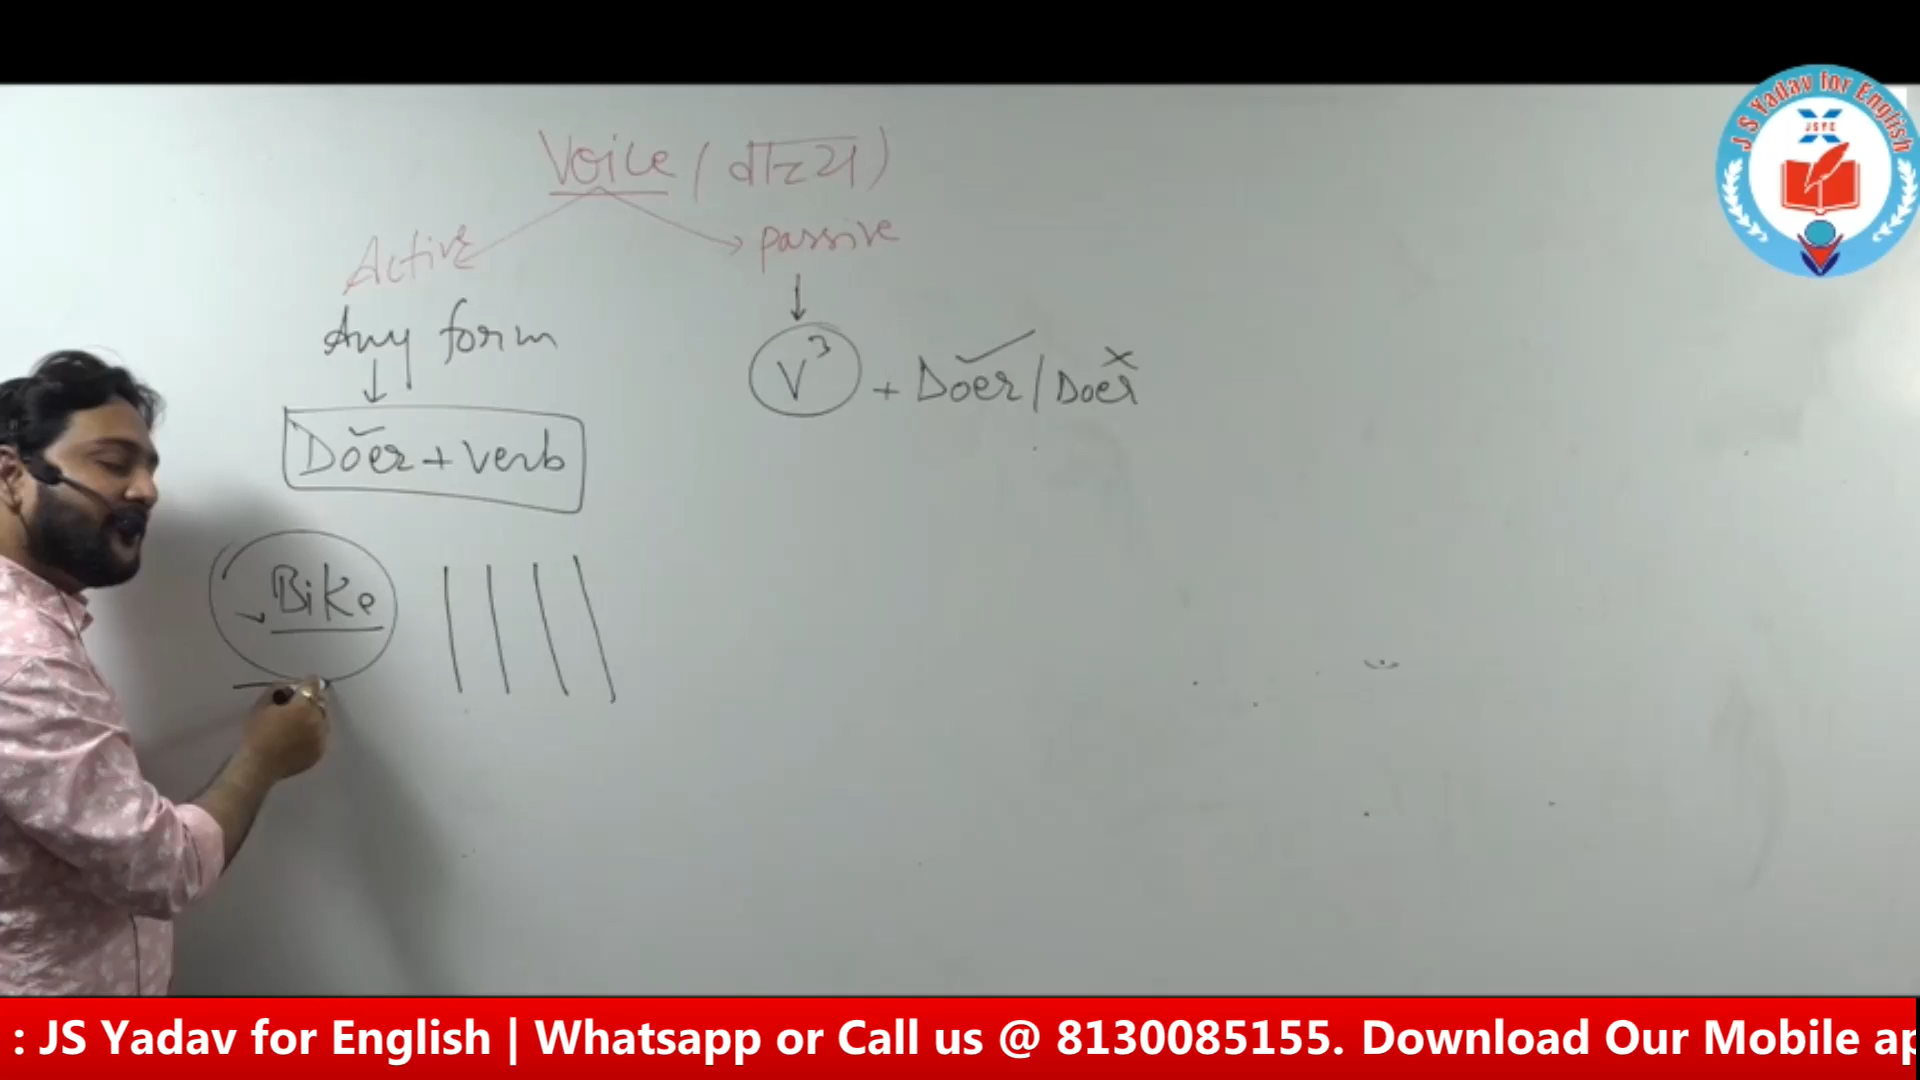 J S Yadav for English
JSYE
Voice (वाच्य)
Active
passive
Any form
V³ + Doer / Doer
Doer + Verb
Bike
: JS Yadav for English | Whatsapp or Call us @ 8130085155. Download Our Mobile ap